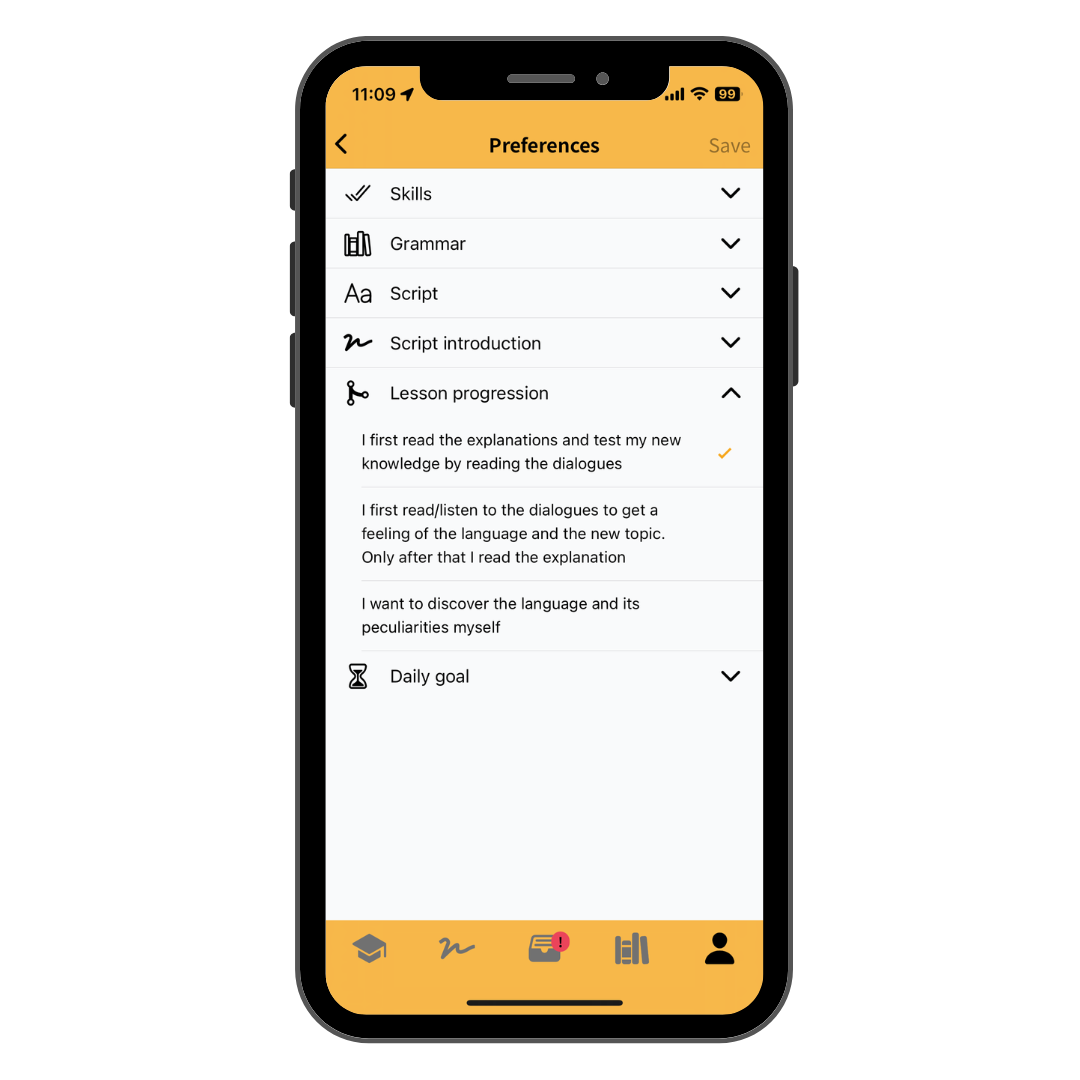 11:09
99
Preferences
Save
Skills
Grammar
Aa
Script
Script introduction
Lesson progression
I first read the explanations and test my new
knowledge by reading the dialogues
I first read/listen to the dialogues to get a
feeling of the language and the new topic.
Only after that I read the explanation
I want to discover the language and its
peculiarities myself
Daily goal
!